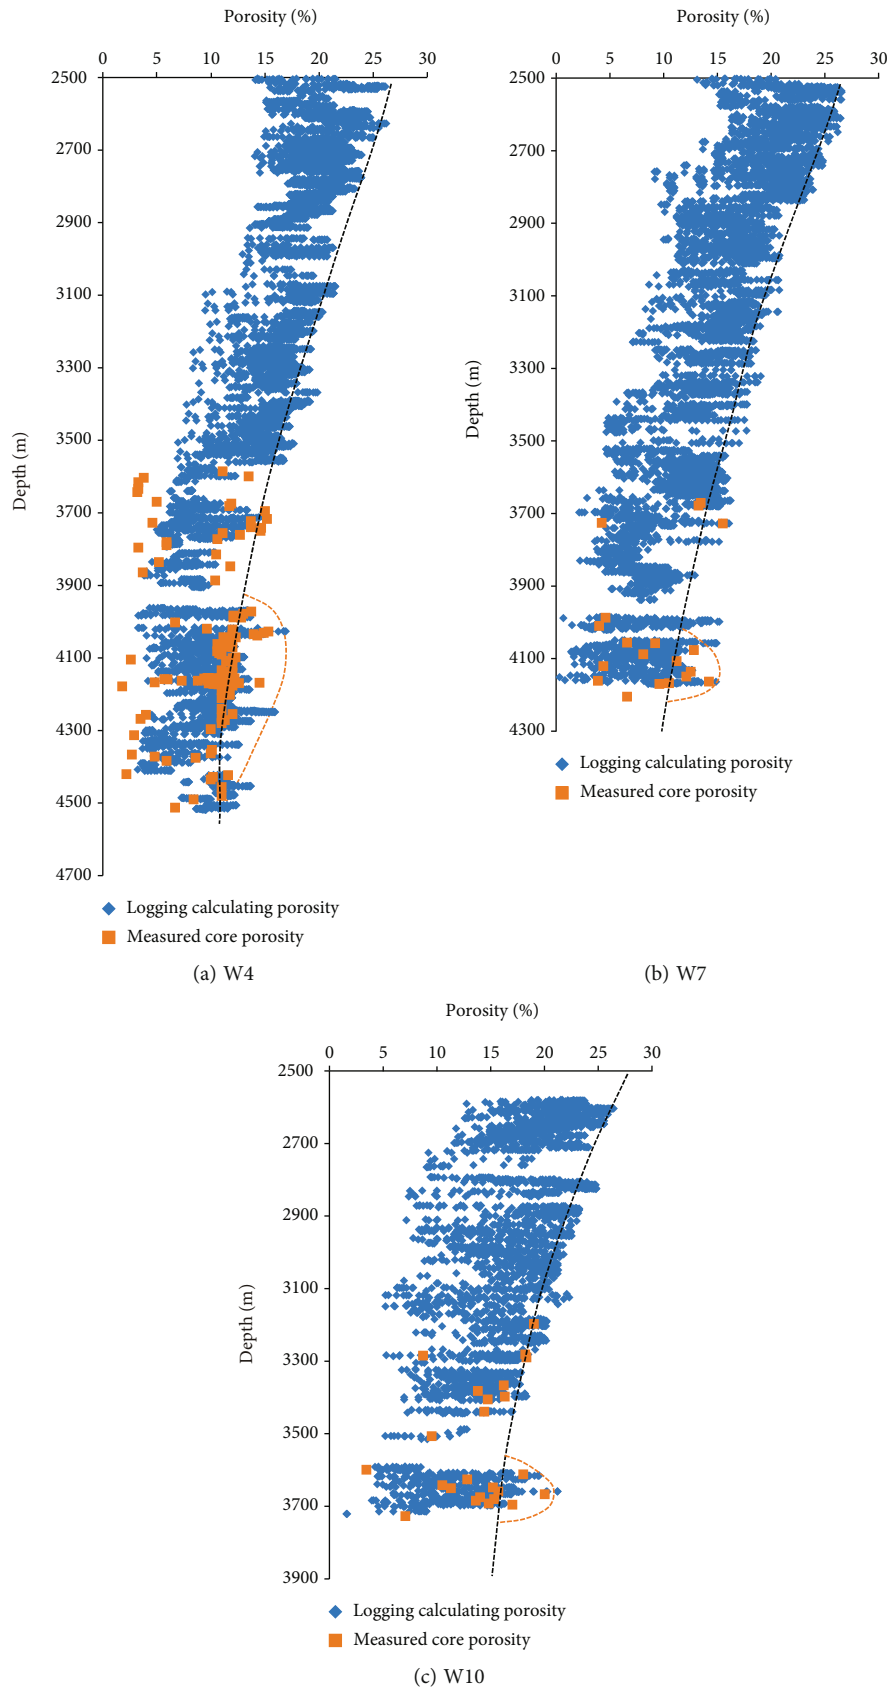 Porosity (%)
0 5 10 15 20 25 30
2500
2700
2900
3100
3300
3500
3700
3900
4100
4300
4500
4700
Depth (m)
Logging calculating porosity
Measured core porosity
(a) W4
Porosity (%)
0 5 10 15 20 25 30
2500
2700
2900
3100
3300
3500
3700
3900
4100
4300
Depth (m)
Logging calculating porosity
Measured core porosity
(b) W7
Porosity (%)
0 5 10 15 20 25 30
2500
2700
2900
3100
3300
3500
3700
3900
Depth (m)
Logging calculating porosity
Measured core porosity
(c) W10